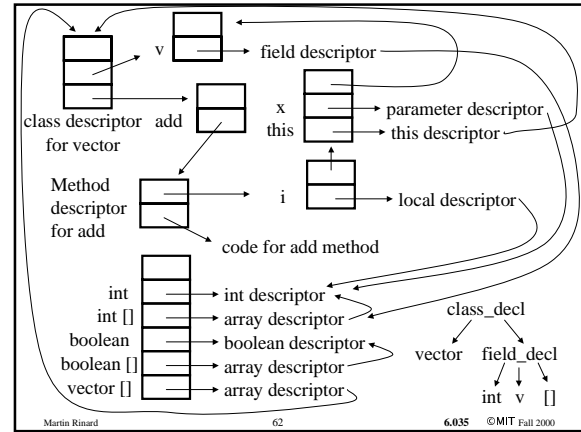 v
field descriptor
class descriptor
for vector
add
x
parameter descriptor
this
this descriptor
Method
descriptor
for add
i
local descriptor
code for add method
int
int descriptor
int []
array descriptor
boolean
boolean descriptor
boolean []
array descriptor
vector []
array descriptor
class_decl
vector
field_decl
int v []
Martin Rinard
62
6.035 ©MIT Fall 2000